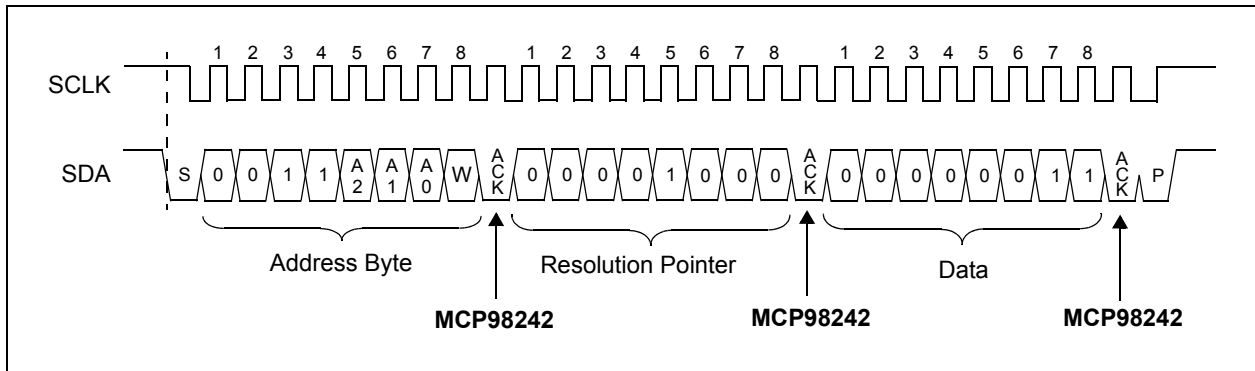 1 2 3 4 5 6 7 8 1 2 3 4 5 6 7 8 1 2 3 4 5 6 7 8
SCLK
SDA S 0 0 1 1 A2 A1 A0 W ACK 0 0 0 0 1 0 0 0 ACK 0 0 0 0 0 0 1 1 ACK P
Address Byte Resolution Pointer Data
MCP98242 MCP98242 MCP98242